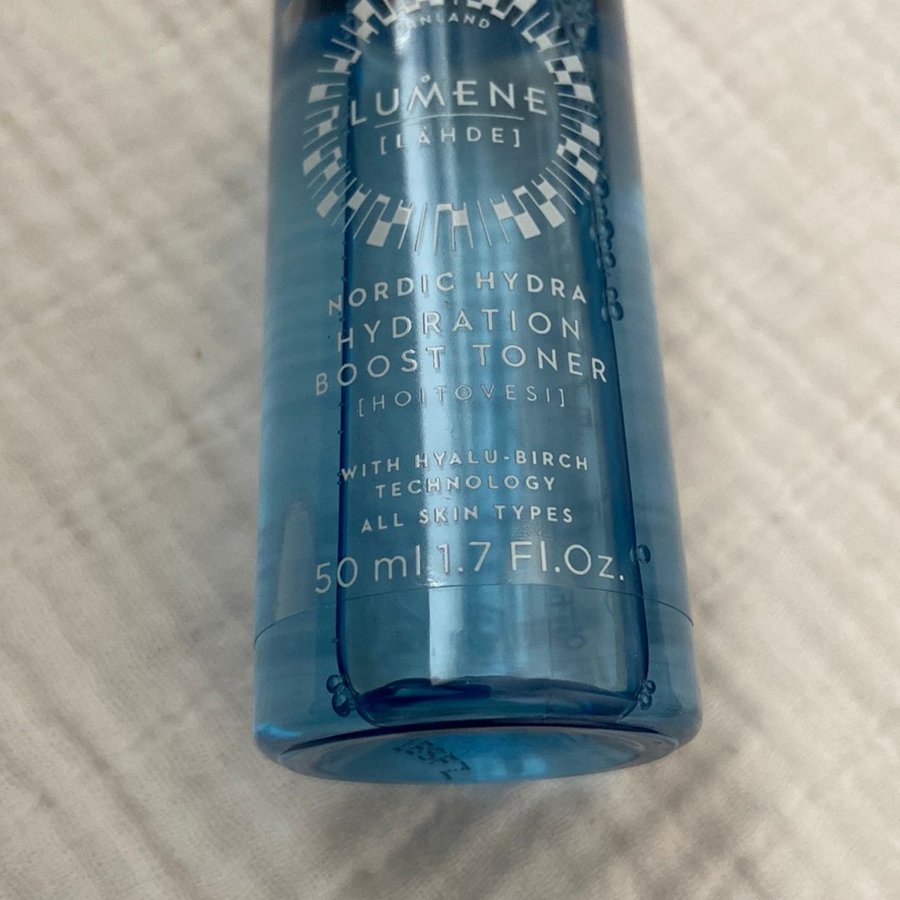 FINLAND
LUMENE
[LÄHDE]
NORDIC HYDRA
HYDRATION
BOOST TONER
[HOITOVESI]
WITH HYALU-BIRCH
TECHNOLOGY
ALL SKIN TYPES
50 ml 1.7 Fl.Oz.